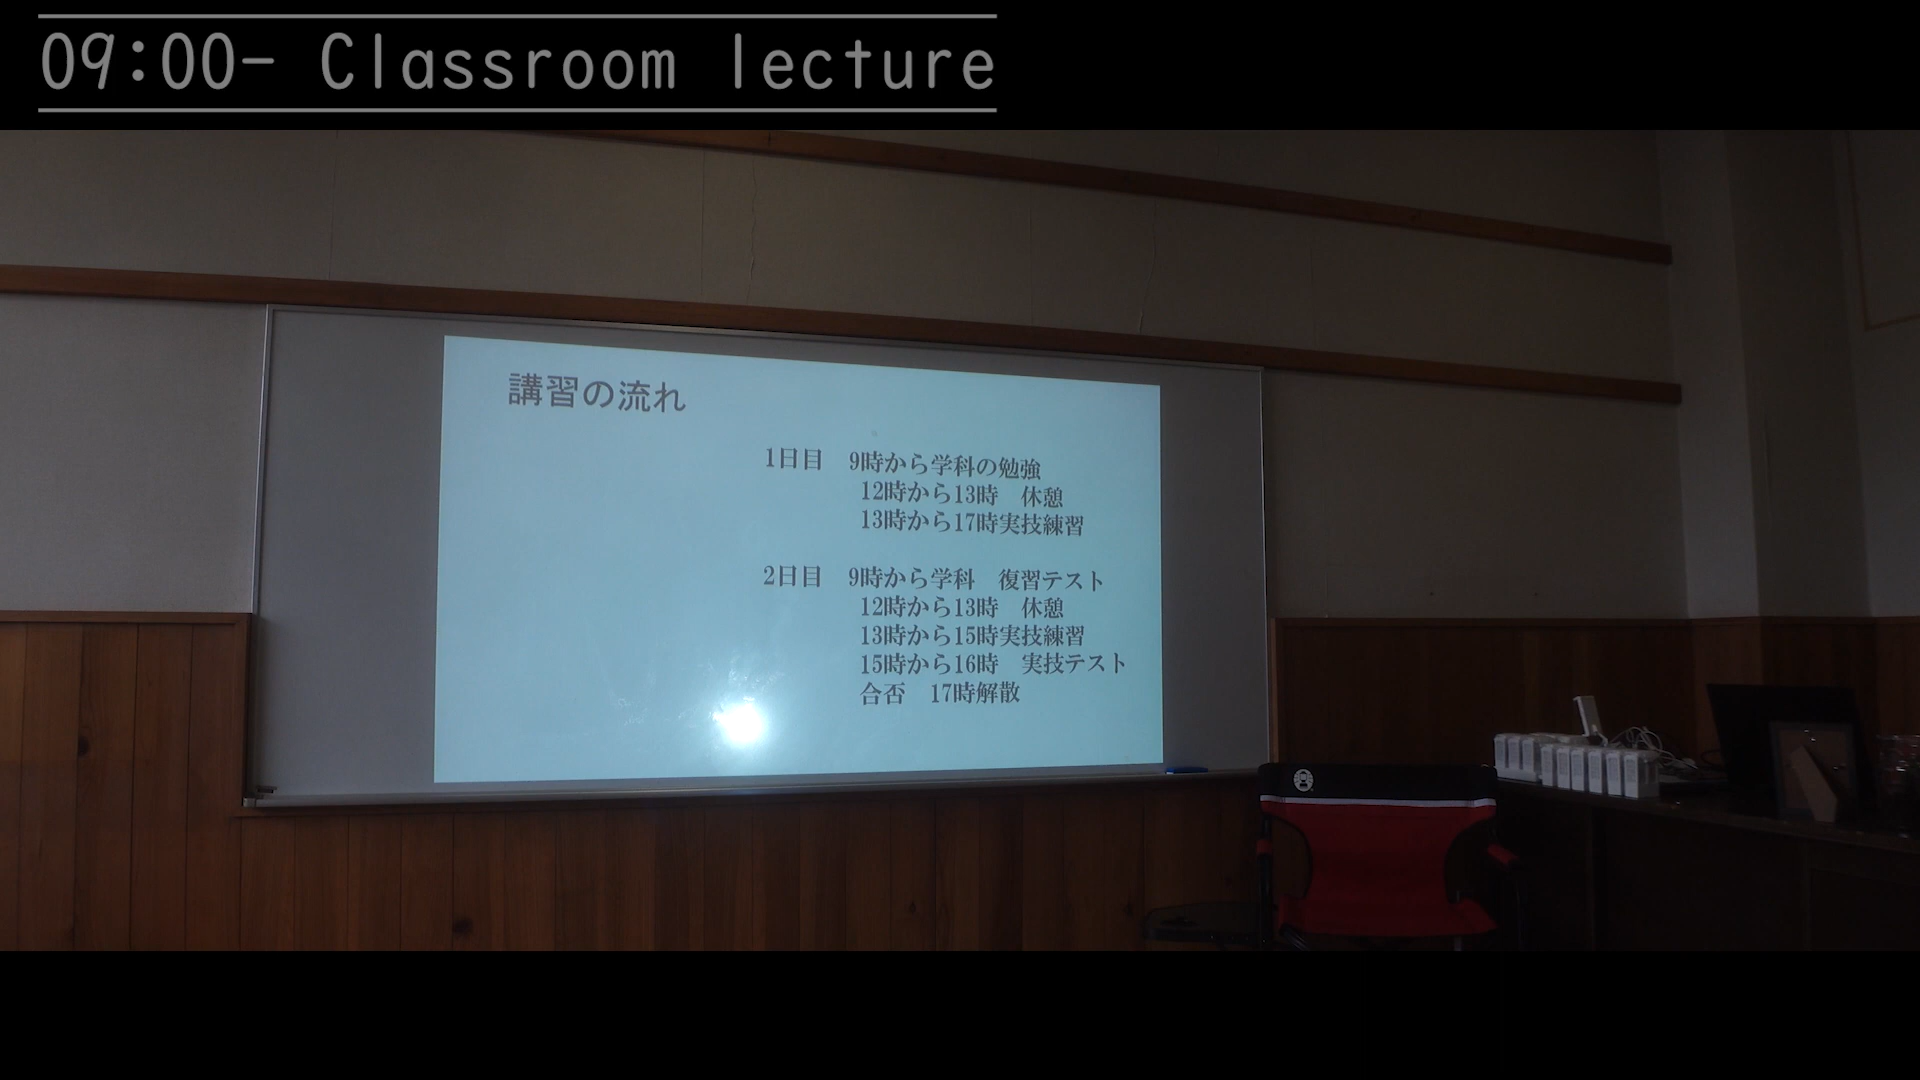 09:00- Classroom lecture
講習の流れ
1日目　9時から学科の勉強
12時から13時　休憩
13時から17時実技練習
2日目　9時から学科　復習テスト
12時から13時　休憩
13時から15時実技練習
15時から16時　実技テスト
合否　17時解散